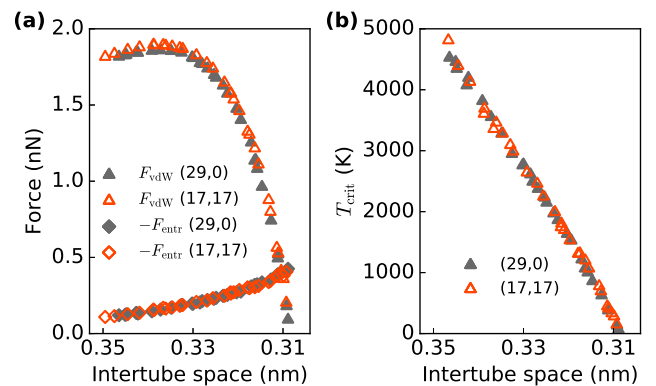 (a)
2.0
1.5
1.0
0.5
0.0
Force (nN)
F_vdW (29,0)
F_vdW (17,17)
−F_entr (29,0)
−F_entr (17,17)
0.35
0.33
0.31
Intertube space (nm)
(b)
5000
4000
3000
2000
1000
0
T_crit (K)
(29,0)
(17,17)
0.35
0.33
0.31
Intertube space (nm)